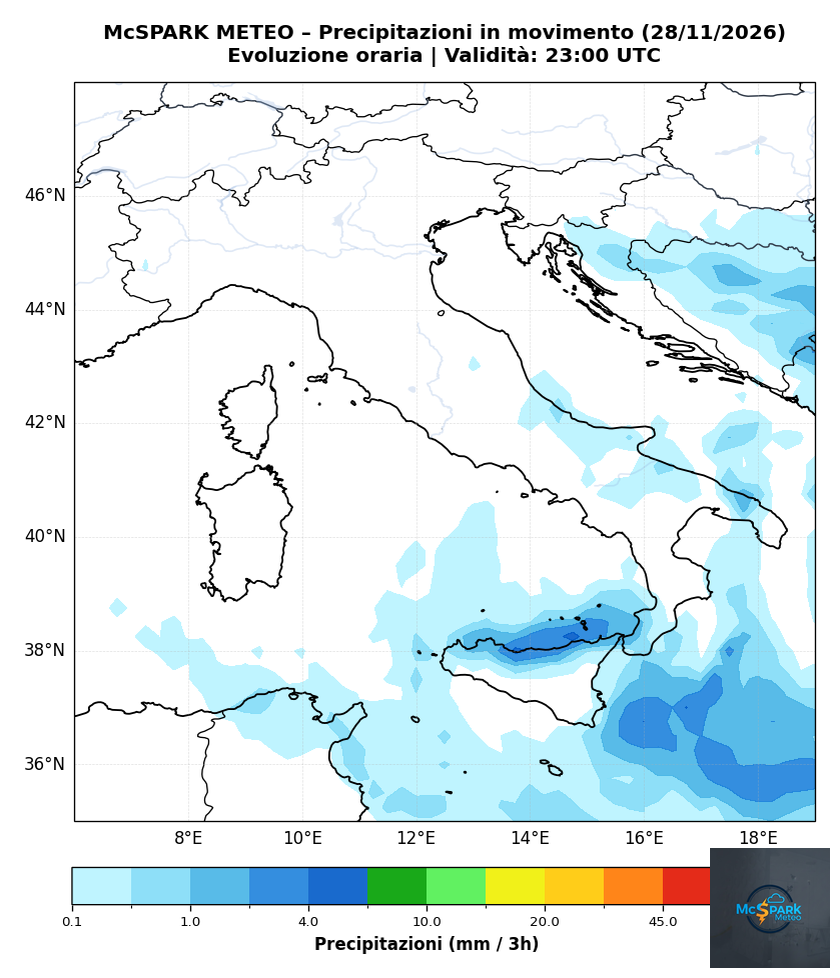 McSPARK METEO – Precipitazioni in movimento (28/11/2026)
Evoluzione oraria | Validità: 23:00 UTC
46°N
44°N
42°N
40°N
38°N
36°N
8°E 10°E 12°E 14°E 16°E 18°E
0.1 1.0 4.0 10.0 20.0 45.0
Precipitazioni (mm / 3h)
McSPARK
Meteo